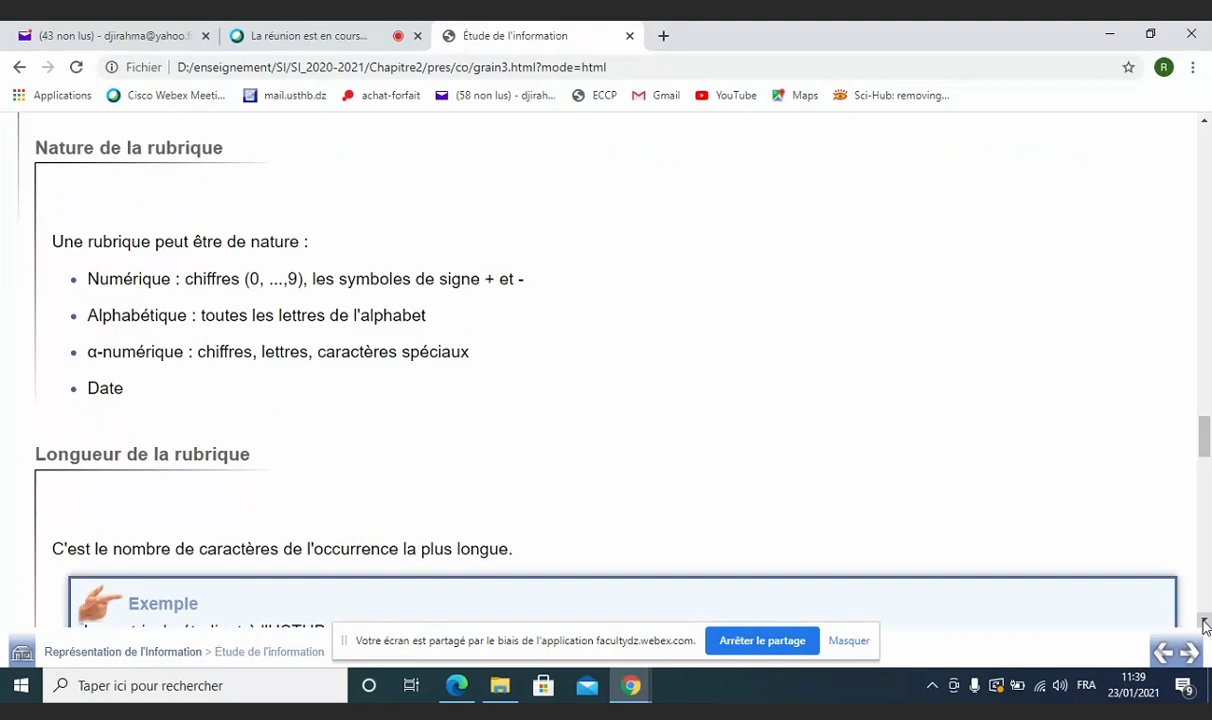 (43 non lus) - djirahma@yahoo.f
La réunion est en cours...
Étude de l'information
Fichier
D:/enseignement/SI/SI_2020-2021/Chapitre2/pres/co/grain3.html?mode=html
R
Applications
Cisco Webex Meeti...
mail.usthb.dz
achat-forfait
(58 non lus) - djirah...
ECCP
Gmail
YouTube
Maps
Sci-Hub: removing...
Nature de la rubrique
Une rubrique peut être de nature :
• Numérique : chiffres (0, ...,9), les symboles de signe + et -
• Alphabétique : toutes les lettres de l'alphabet
• α-numérique : chiffres, lettres, caractères spéciaux
• Date
Longueur de la rubrique
C'est le nombre de caractères de l'occurrence la plus longue.
Exemple
Votre écran est partagé par le biais de l'application facultydz.webex.com.
Arrêter le partage
Masquer
Représentation de l'Information > Étude de l'information
Taper ici pour rechercher
FRA
11:39
23/01/2021
9